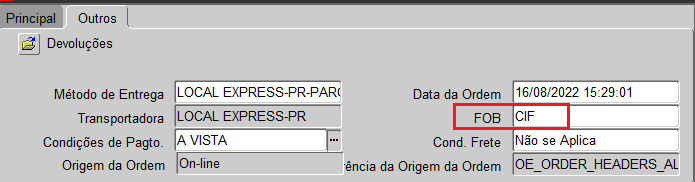 Principal Outros
Devoluções
Método de Entrega LOCAL EXPRESS-PR-PARC Data da Ordem 16/08/2022 15:29:01
Transportadora LOCAL EXPRESS-PR FOB CIF
Condições de Pagto. A VISTA ... Cond. Frete Não se Aplica
Origem da Ordem On-line rência da Origem da Ordem OE_ORDER_HEADERS_AL